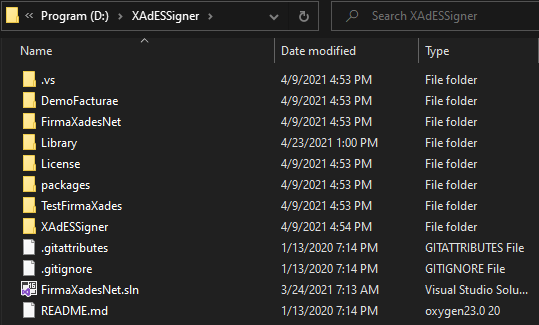 « Program (D:) > XAdESSigner > Search XAdESSigner
Name Date modified Type
.vs 4/9/2021 4:53 PM File folder
DemoFacturae 4/9/2021 4:53 PM File folder
FirmaXadesNet 4/9/2021 4:53 PM File folder
Library 4/23/2021 1:00 PM File folder
License 4/9/2021 4:53 PM File folder
packages 4/9/2021 4:53 PM File folder
TestFirmaXades 4/9/2021 4:53 PM File folder
XAdESSigner 4/9/2021 4:54 PM File folder
.gitattributes 1/13/2020 7:14 PM GITATTRIBUTES File
.gitignore 1/13/2020 7:14 PM GITIGNORE File
FirmaXadesNet.sln 3/24/2021 7:13 AM Visual Studio Solu...
README.md 1/13/2020 7:14 PM oxygen23.0 20